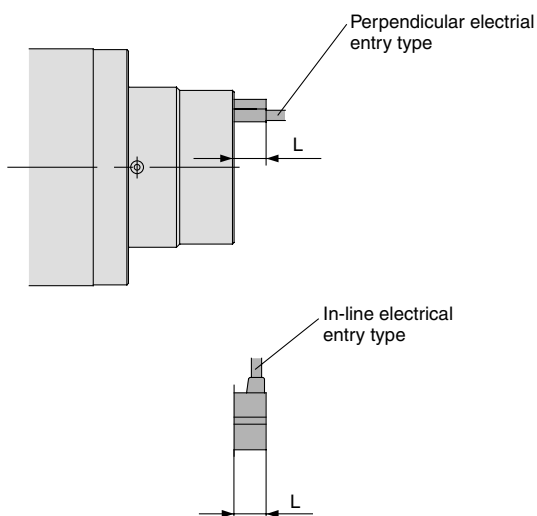 Perpendicular electrial
entry type
L
In-line electrical
entry type
L